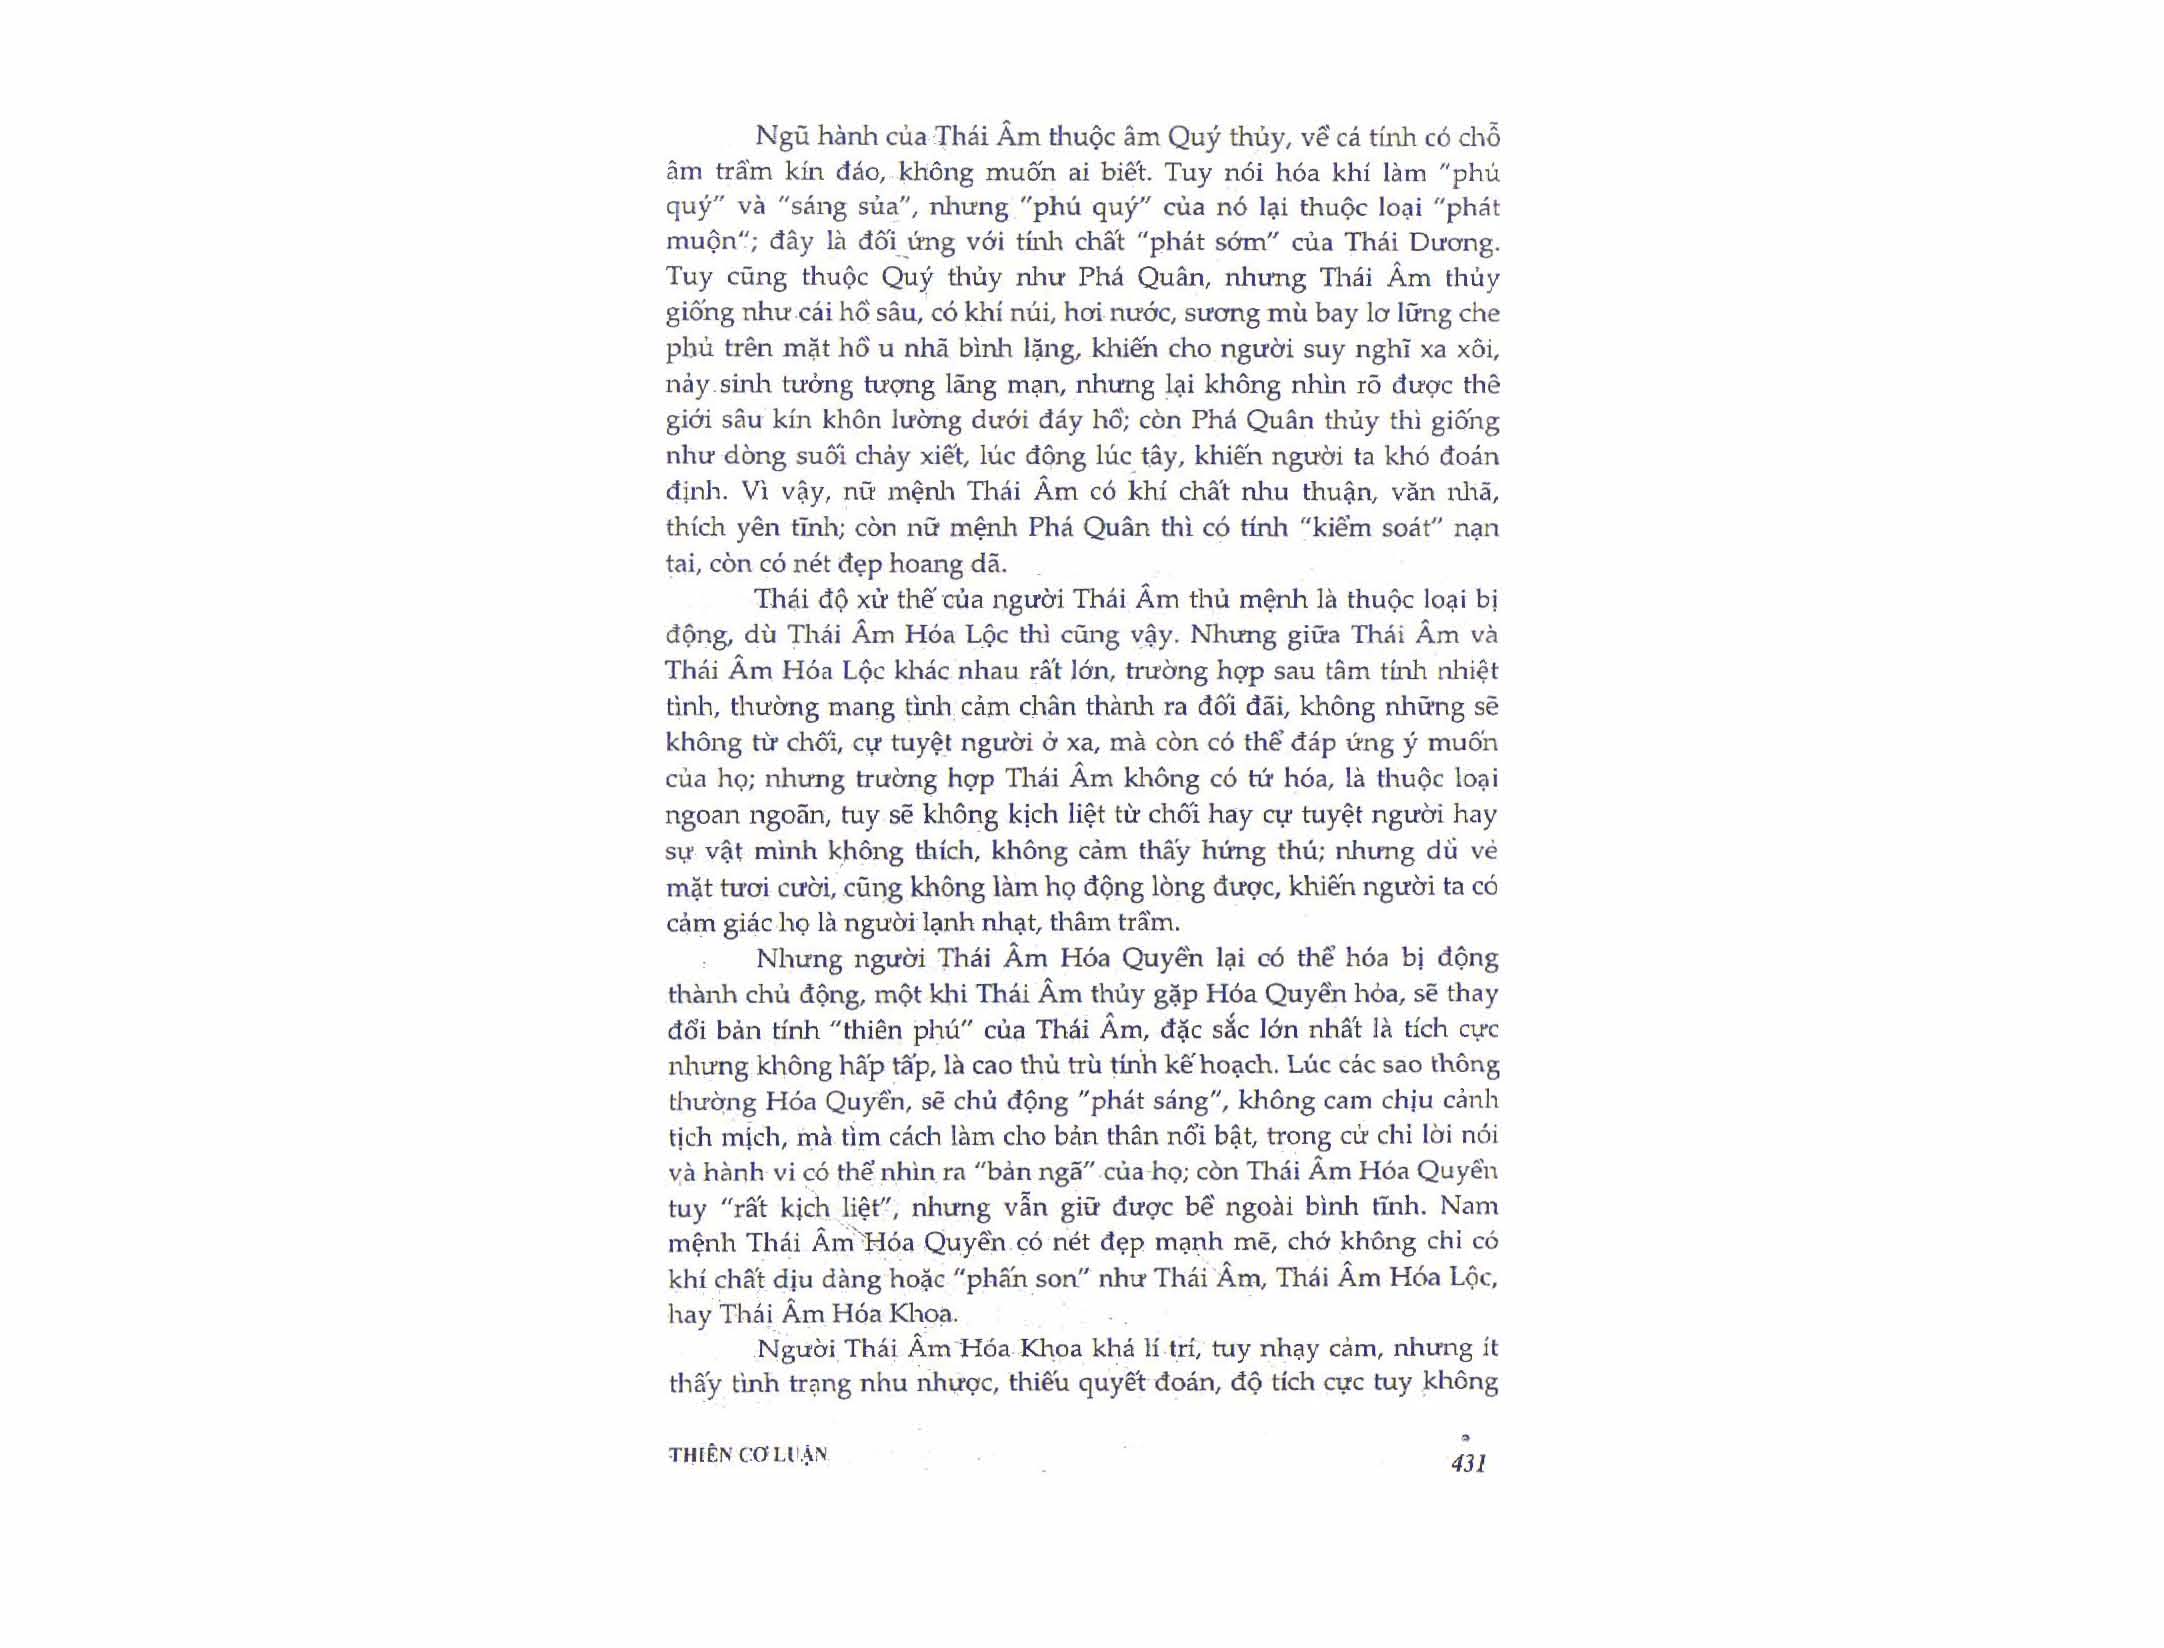 Ngũ hành của Thái Âm thuộc âm Quý thủy, về cá tính có chỗ
âm trầm kín đáo, không muốn ai biết. Tuy nói hóa khí làm "phú
quý" và "sáng sủa", nhưng "phú quý" của nó lại thuộc loại "phát
muộn"; đây là đối ứng với tính chất "phát sớm" của Thái Dương.
Tuy cũng thuộc Quý thủy như Phá Quân, nhưng Thái Âm thủy
giống như cái hồ sâu, có khí núi, hơi nước, sương mù bay lơ lửng che
phủ trên mặt hồ u nhã bình lặng, khiến cho người suy nghĩ xa xôi,
nảy sinh tưởng tượng lãng mạn, nhưng lại không nhìn rõ được thê
giới sâu kín khôn lường dưới đáy hồ; còn Phá Quân thủy thì giống
như dòng suối chảy xiết, lúc động lúc tây, khiến người ta khó đoán
định. Vì vậy, nữ mệnh Thái Âm có khí chất nhu thuận, văn nhã,
thích yên tĩnh; còn nữ mệnh Phá Quân thì có tính "kiểm soát" nạn
tai, còn có nét đẹp hoang dã.
Thái độ xử thế của người Thái Âm thủ mệnh là thuộc loại bị
động, dù Thái Âm Hóa Lộc thì cũng vậy. Nhưng giữa Thái Âm và
Thái Âm Hóa Lộc khác nhau rất lớn, trường hợp sau tâm tính nhiệt
tình, thường mang tình cảm chân thành ra đối đãi, không những sẽ
không từ chối, cự tuyệt người ở xa, mà còn có thể đáp ứng ý muốn
của họ; nhưng trường hợp Thái Âm không có tứ hóa, là thuộc loại
ngoan ngoãn, tuy sẽ không kịch liệt từ chối hay cự tuyệt người hay
sự vật mình không thích, không cảm thấy hứng thú; nhưng dù vẻ
mặt tươi cười, cũng không làm họ động lòng được, khiến người ta có
cảm giác họ là người lạnh nhạt, thâm trầm.
Nhưng người Thái Âm Hóa Quyền lại có thể hóa bị động
thành chủ động, một khi Thái Âm thủy gặp Hóa Quyền hỏa, sẽ thay
đổi bản tính "thiên phú" của Thái Âm, đặc sắc lớn nhất là tích cực
nhưng không hấp tấp, là cao thủ trù tính kế hoạch. Lúc các sao thông
thường Hóa Quyền, sẽ chủ động "phát sáng", không cam chịu cảnh
tịch mịch, mà tìm cách làm cho bản thân nổi bật, trong cử chỉ lời nói
và hành vi có thể nhìn ra "bản ngã" của họ; còn Thái Âm Hóa Quyền
tuy "rất kịch liệt", nhưng vẫn giữ được bề ngoài bình tĩnh. Nam
mệnh Thái Âm Hóa Quyền có nét đẹp mạnh mẽ, chớ không chỉ có
khí chất dịu dàng hoặc "phấn son" như Thái Âm, Thái Âm Hóa Lộc,
hay Thái Âm Hóa Khoa.
Người Thái Âm Hóa Khoa khá lí trí, tuy nhạy cảm, nhưng ít
thấy tình trạng nhu nhược, thiếu quyết đoán, độ tích cực tuy không
THIÊN CƠ LUẬN
431